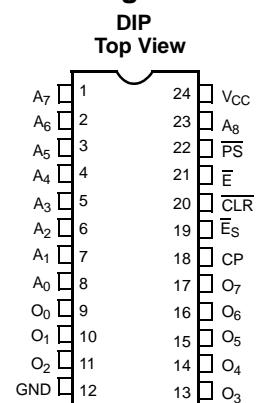 DIP
Top View
A7 1 24 VCC
A6 2 23 A8
A5 3 22 PS
A4 4 21 E
A3 5 20 CLR
A2 6 19 ES
A1 7 18 CP
A0 8 17 O7
O0 9 16 O6
O1 10 15 O5
O2 11 14 O4
GND 12 13 O3